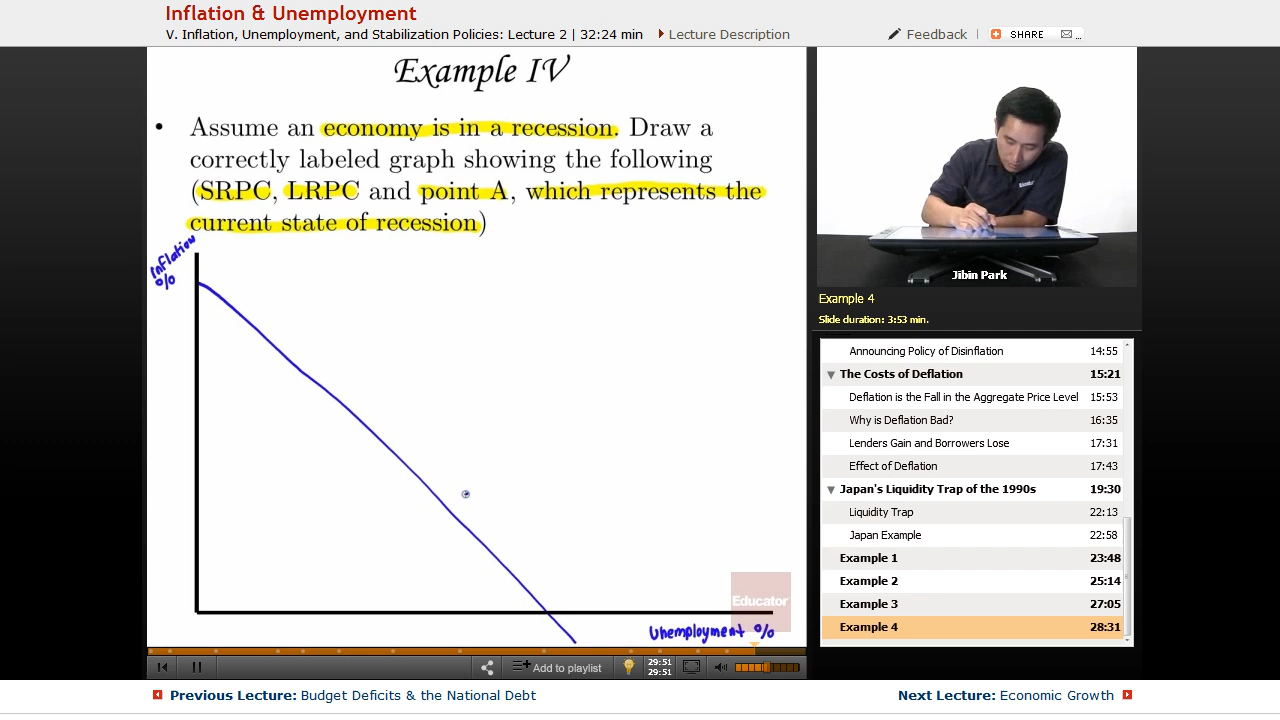 Inflation & Unemployment
V. Inflation, Unemployment, and Stabilization Policies: Lecture 2 | 32:24 min
Lecture Description
Feedback
SHARE
Example IV
• Assume an economy is in a recession. Draw a
correctly labeled graph showing the following
(SRPC, LRPC and point A, which represents the
current state of recession)
Inflation
%
Unemployment %
Educator
Jibin Park
Example 4
Slide duration: 3:53 min.
Announcing Policy of Disinflation 14:55
The Costs of Deflation 15:21
Deflation is the Fall in the Aggregate Price Level 15:53
Why is Deflation Bad? 16:35
Lenders Gain and Borrowers Lose 17:31
Effect of Deflation 17:43
Japan's Liquidity Trap of the 1990s 19:30
Liquidity Trap 22:13
Japan Example 22:58
Example 1 23:48
Example 2 25:14
Example 3 27:05
Example 4 28:31
Add to playlist
29:51
29:51
Previous Lecture: Budget Deficits & the National Debt
Next Lecture: Economic Growth